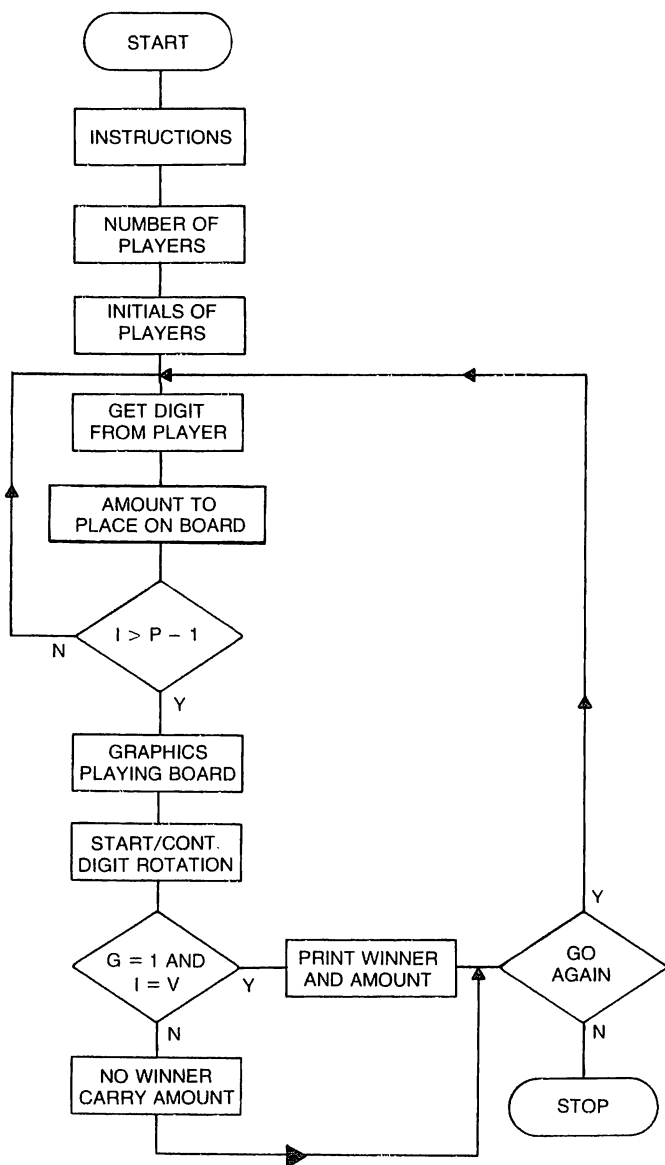 START
INSTRUCTIONS
NUMBER OF
PLAYERS
INITIALS OF
PLAYERS
GET DIGIT
FROM PLAYER
AMOUNT TO
PLACE ON BOARD
I > P – 1
N
Y
GRAPHICS
PLAYING BOARD
START/CONT.
DIGIT ROTATION
G = 1 AND
I = V
Y
N
PRINT WINNER
AND AMOUNT
GO
AGAIN
Y
N
NO WINNER
CARRY AMOUNT
STOP